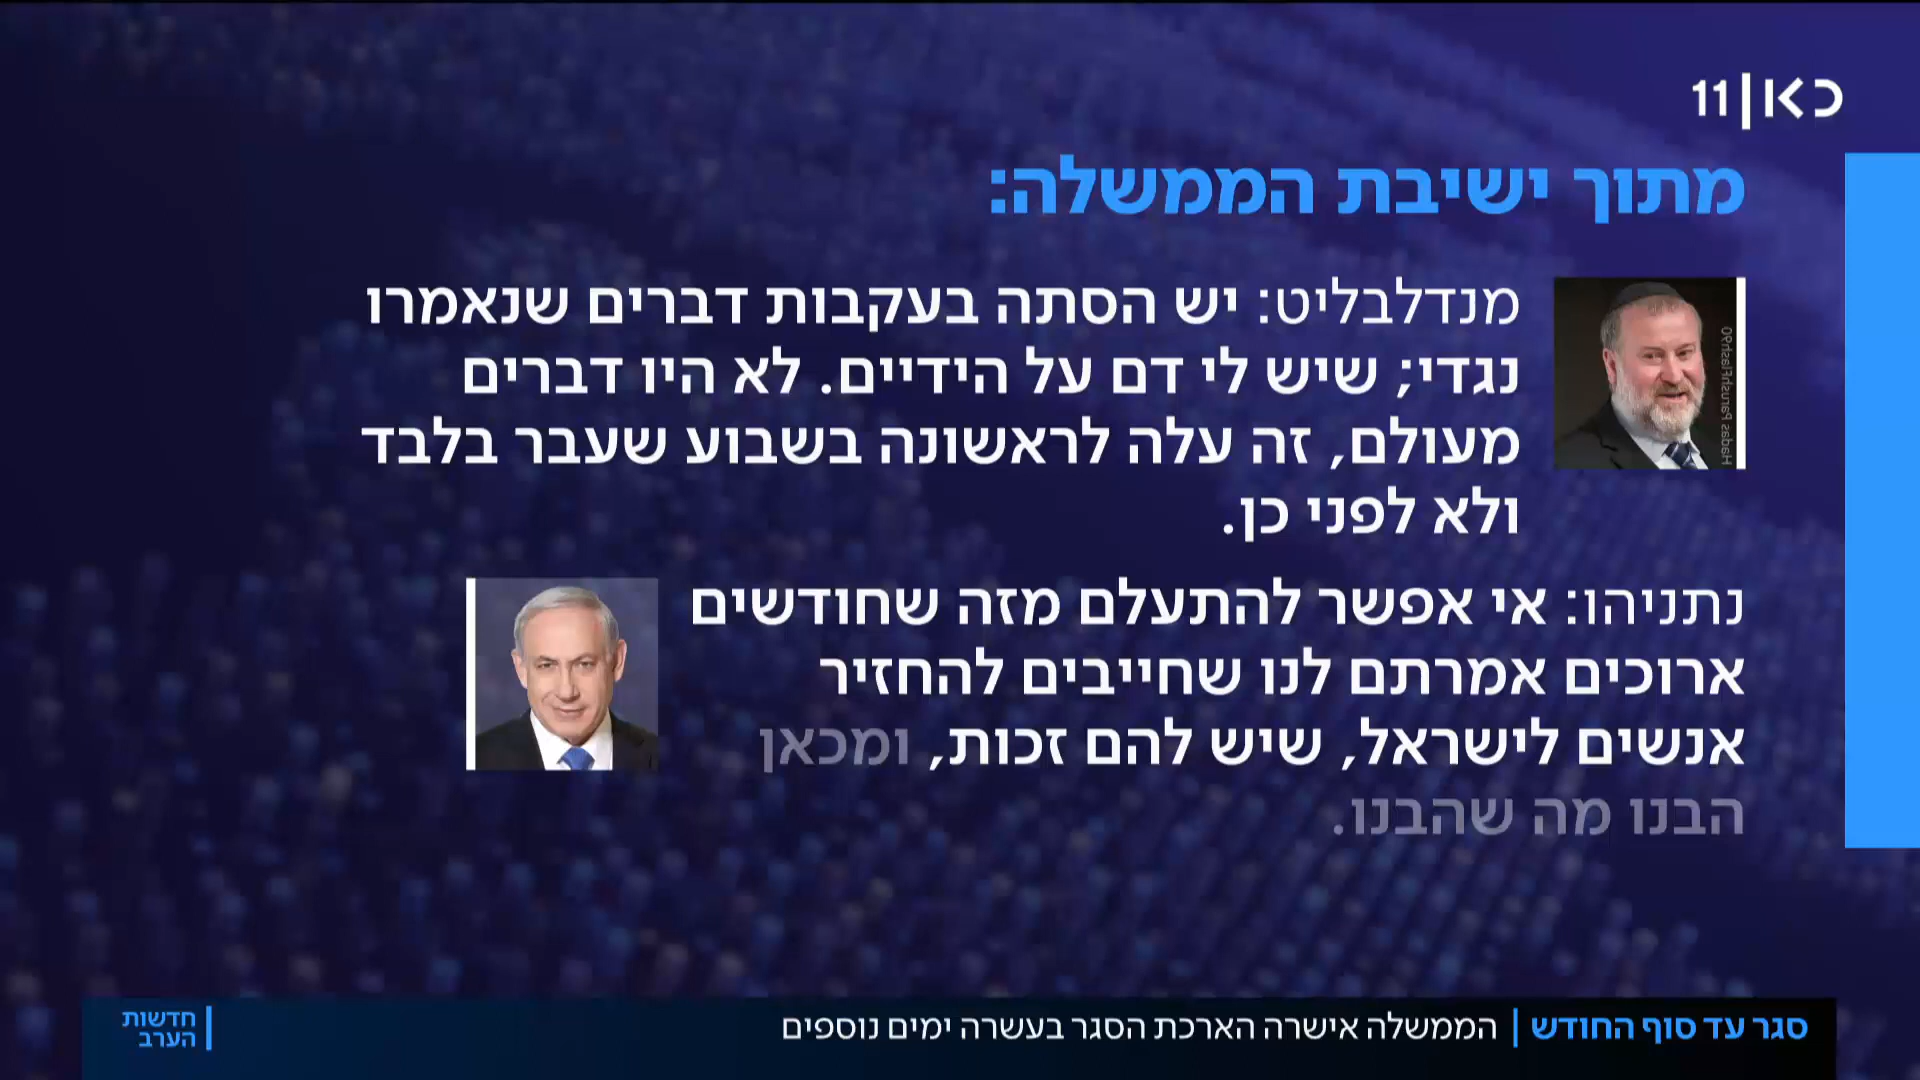 כאן 11
מתוך ישיבת הממשלה:
מנדלבליט: יש הסתה בעקבות דברים שנאמרו
נגדי; שיש לי דם על הידיים. לא היו דברים
מעולם, זה עלה לראשונה בשבוע שעבר בלבד
ולא לפני כן.
Hadas Parush/Flash90
נתניהו: אי אפשר להתעלם מזה שחודשים
ארוכים אמרתם לנו שחייבים להחזיר
אנשים לישראל, שיש להם זכות, ומכאן
הבנו מה שהבנו.
סגר עד סוף החודש | הממשלה אישרה הארכת הסגר בעשרה ימים נוספים
חדשות
הערב